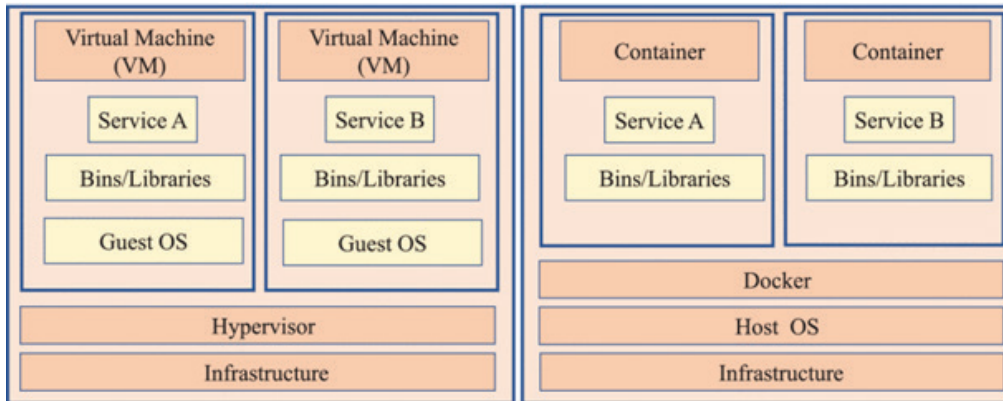 Virtual Machine
(VM)
Service A
Bins/Libraries
Guest OS
Virtual Machine
(VM)
Service B
Bins/Libraries
Guest OS
Hypervisor
Infrastructure
Container
Service A
Bins/Libraries
Container
Service B
Bins/Libraries
Docker
Host OS
Infrastructure